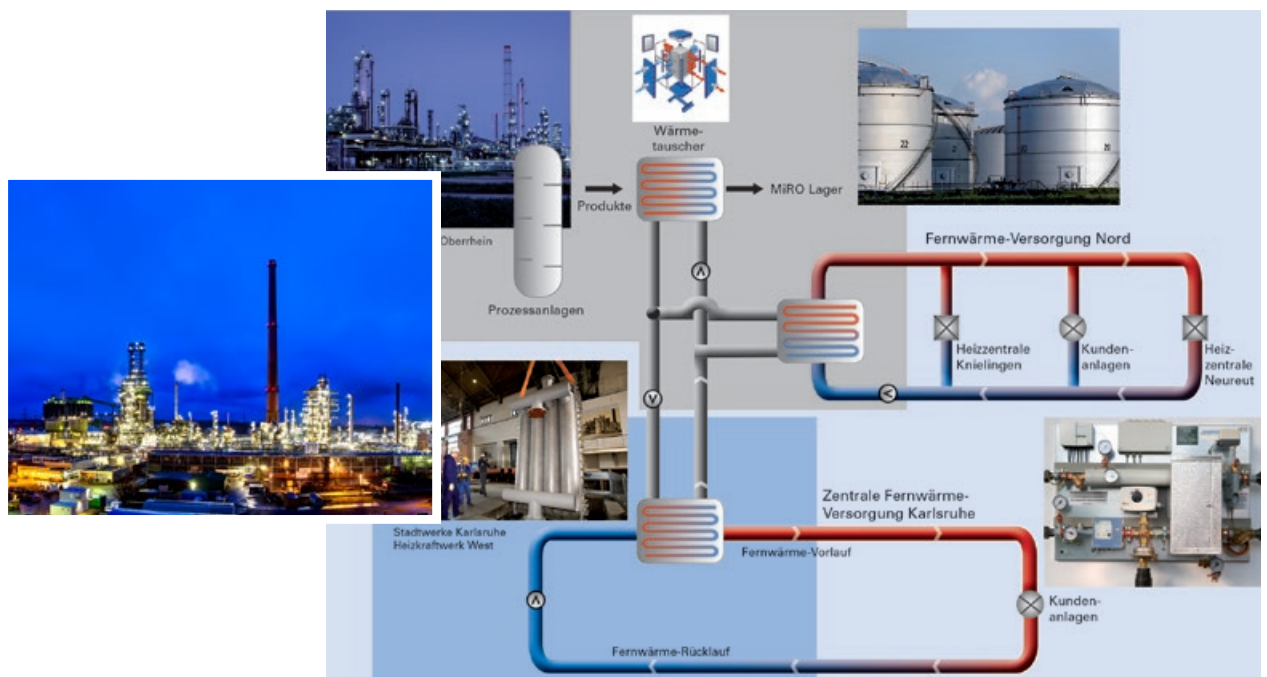 Wärme-
tauscher
Produkte
MiRO Lager
Oberrhein
Prozessanlagen
Fernwärme-Versorgung Nord
Heizzentrale
Knielingen
Kunden-
anlagen
Heiz-
zentrale
Neureut
Stadtwerke Karlsruhe
Heizkraftwerk West
Zentrale Fernwärme-
Versorgung Karlsruhe
Fernwärme-Vorlauf
Kunden-
anlagen
Fernwärme-Rücklauf
22